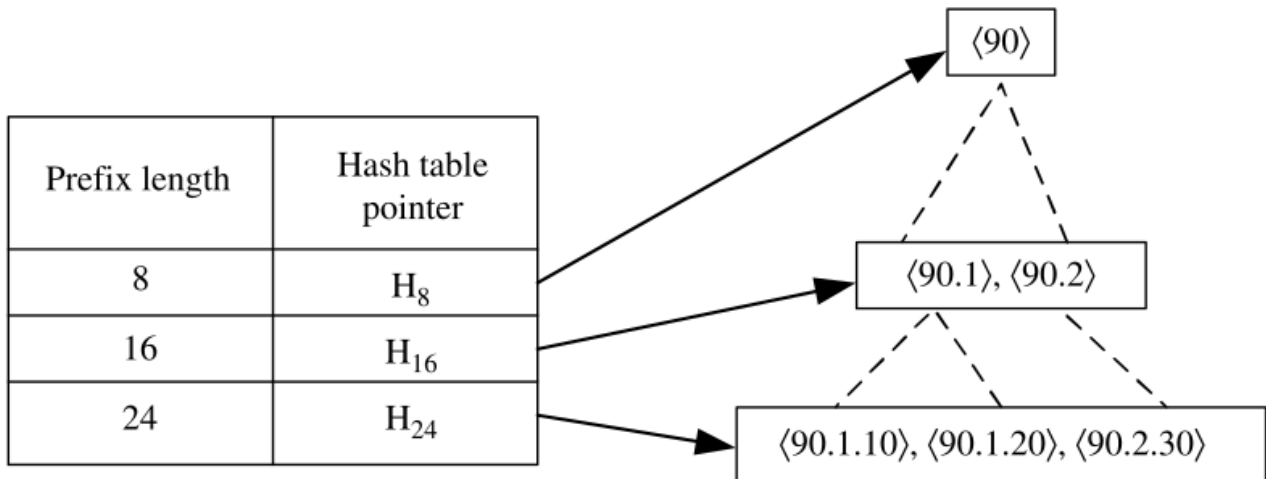 ⟨90⟩
Prefix length
Hash table
pointer
8
H₈
⟨90.1⟩, ⟨90.2⟩
16
H₁₆
24
H₂₄
⟨90.1.10⟩, ⟨90.1.20⟩, ⟨90.2.30⟩